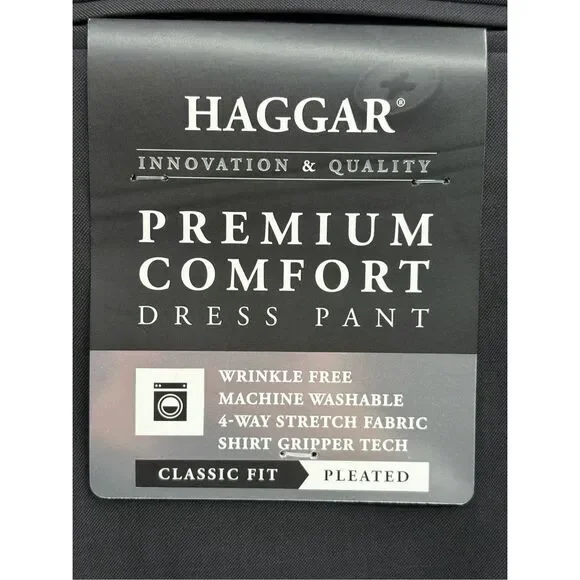 HAGGAR®
INNOVATION & QUALITY
PREMIUM
COMFORT
DRESS PANT
WRINKLE FREE
MACHINE WASHABLE
4-WAY STRETCH FABRIC
SHIRT GRIPPER TECH
CLASSIC FIT PLEATED